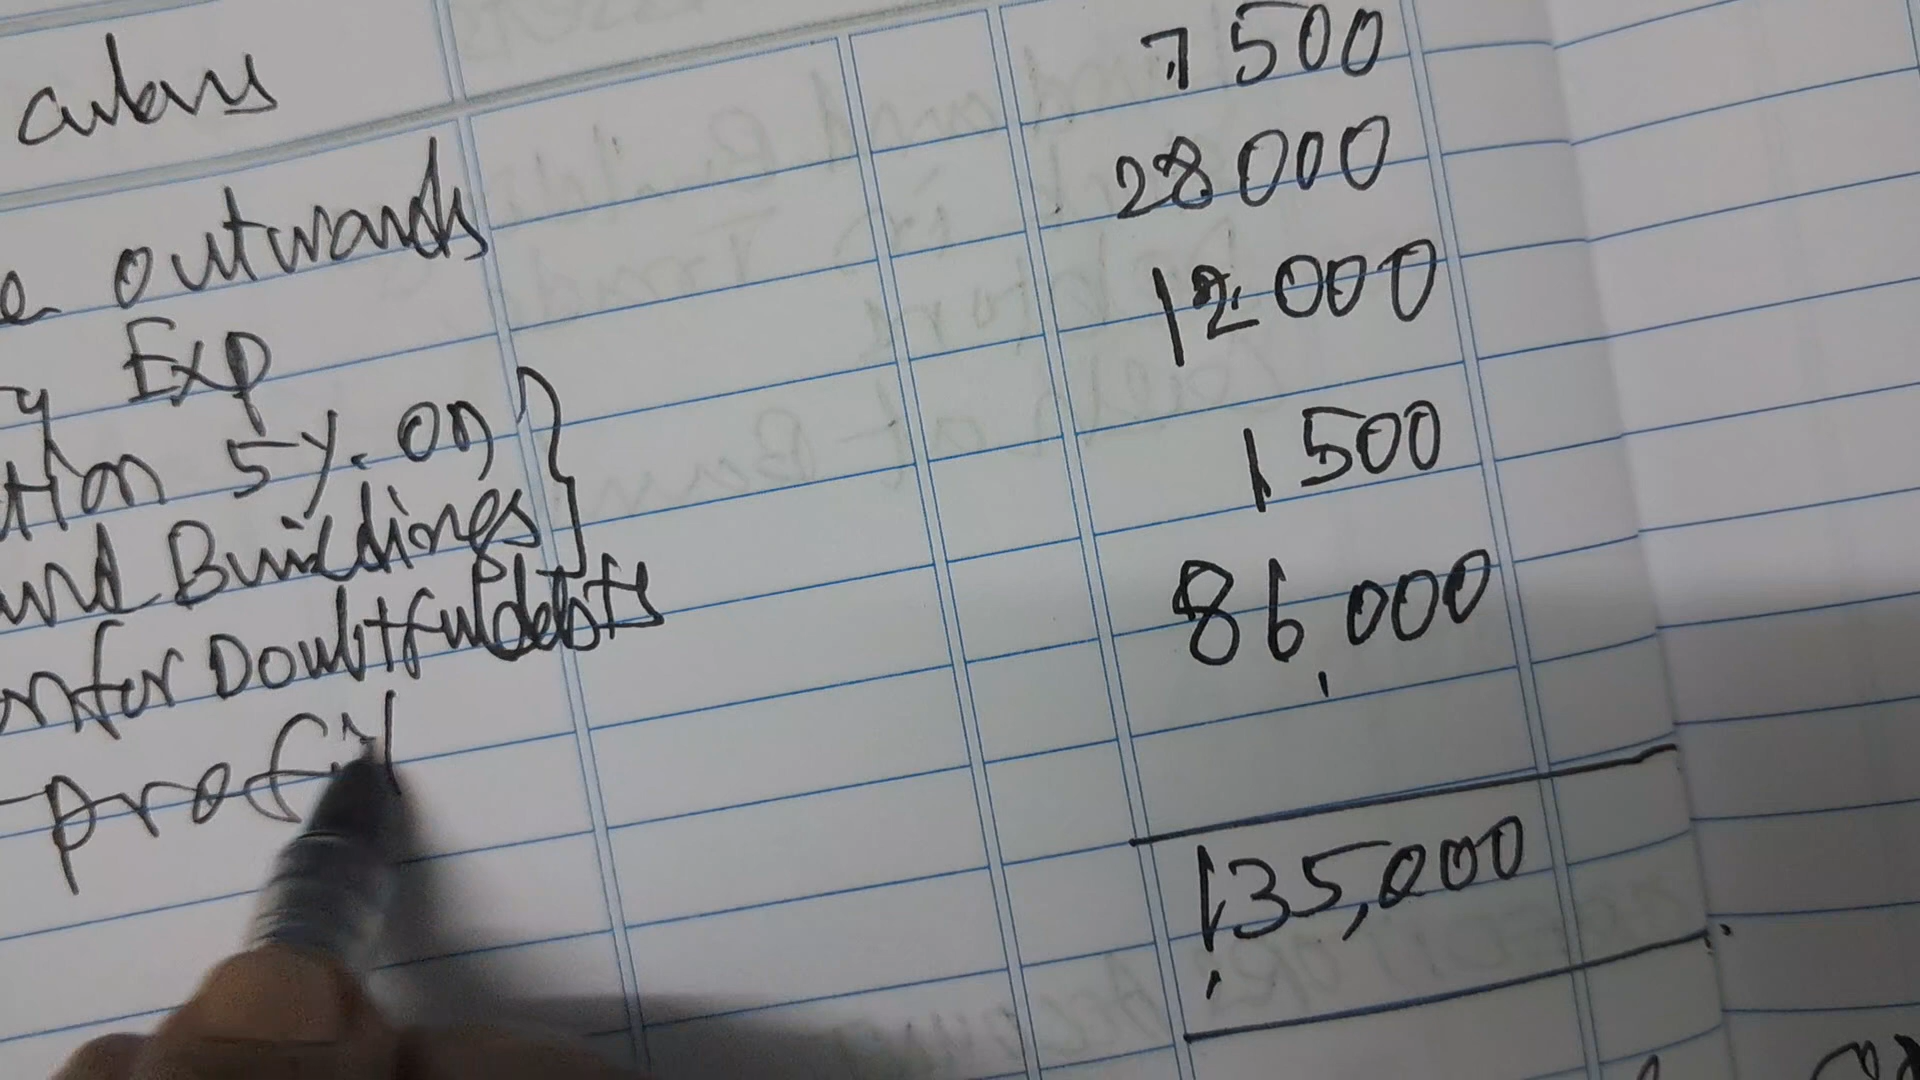 culars
7500
outwards
28000
y Exp
12000
tion 5%. on
and Buildings
1500
n for Doubtful debts
86,000
profit
135,000